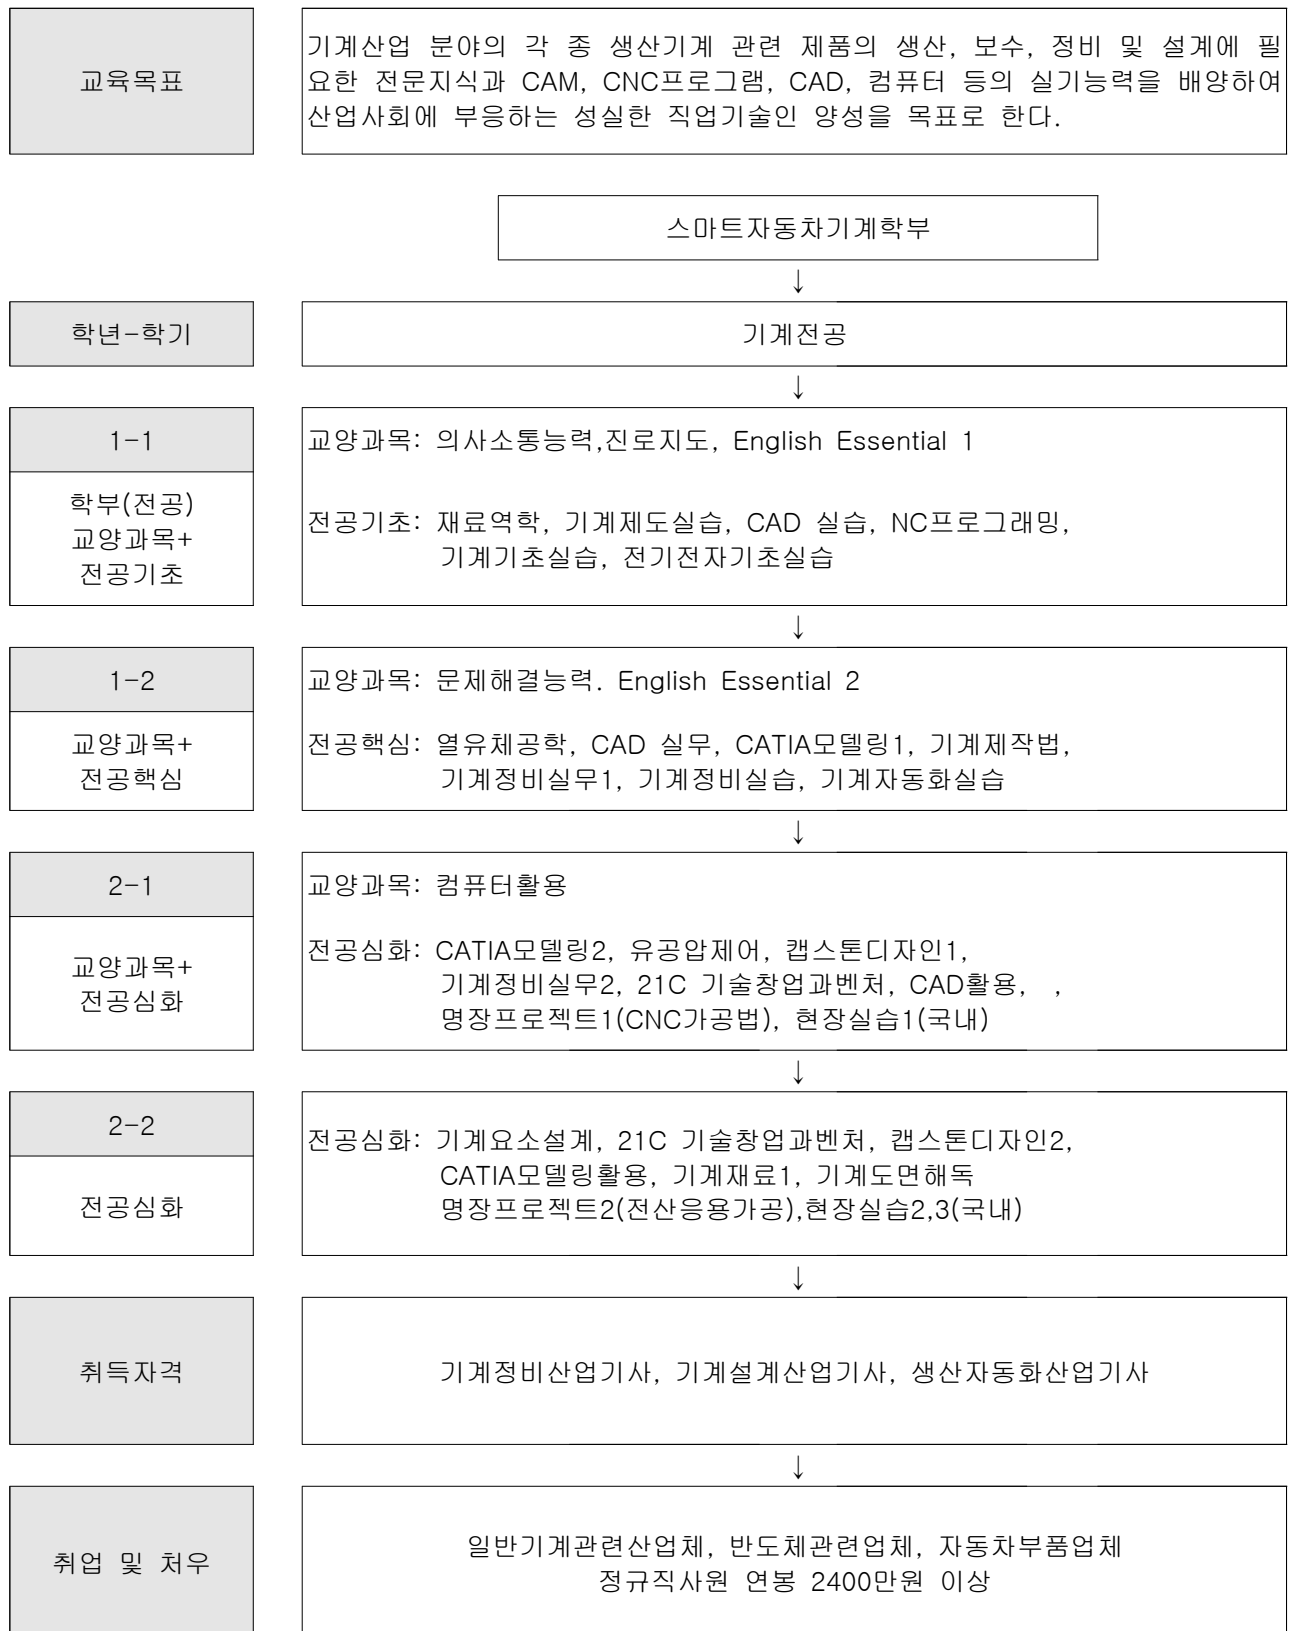 교육목표
기계산업 분야의 각 종 생산기계 관련 제품의 생산, 보수, 정비 및 설계에 필
요한 전문지식과 CAM, CNC프로그램, CAD, 컴퓨터 등의 실기능력을 배양하여
산업사회에 부응하는 성실한 직업기술인 양성을 목표로 한다.
스마트자동차기계학부
↓
학년-학기
기계전공
↓
1-1
학부(전공)
교양과목+
전공기초
교양과목: 의사소통능력,진로지도, English Essential 1
전공기초: 재료역학, 기계제도실습, CAD 실습, NC프로그래밍,
기계기초실습, 전기전자기초실습
↓
1-2
교양과목+
전공핵심
교양과목: 문제해결능력. English Essential 2
전공핵심: 열유체공학, CAD 실무, CATIA모델링1, 기계제작법,
기계정비실무1, 기계정비실습, 기계자동화실습
↓
2-1
교양과목+
전공심화
교양과목: 컴퓨터활용
전공심화: CATIA모델링2, 유공압제어, 캡스톤디자인1,
기계정비실무2, 21C 기술창업과벤처, CAD활용, ,
명장프로젝트1(CNC가공법), 현장실습1(국내)
↓
2-2
전공심화
전공심화: 기계요소설계, 21C 기술창업과벤처, 캡스톤디자인2,
CATIA모델링활용, 기계재료1, 기계도면해독
명장프로젝트2(전산응용가공),현장실습2,3(국내)
↓
취득자격
기계정비산업기사, 기계설계산업기사, 생산자동화산업기사
↓
취업 및 처우
일반기계관련산업체, 반도체관련업체, 자동차부품업체
정규직사원 연봉 2400만원 이상